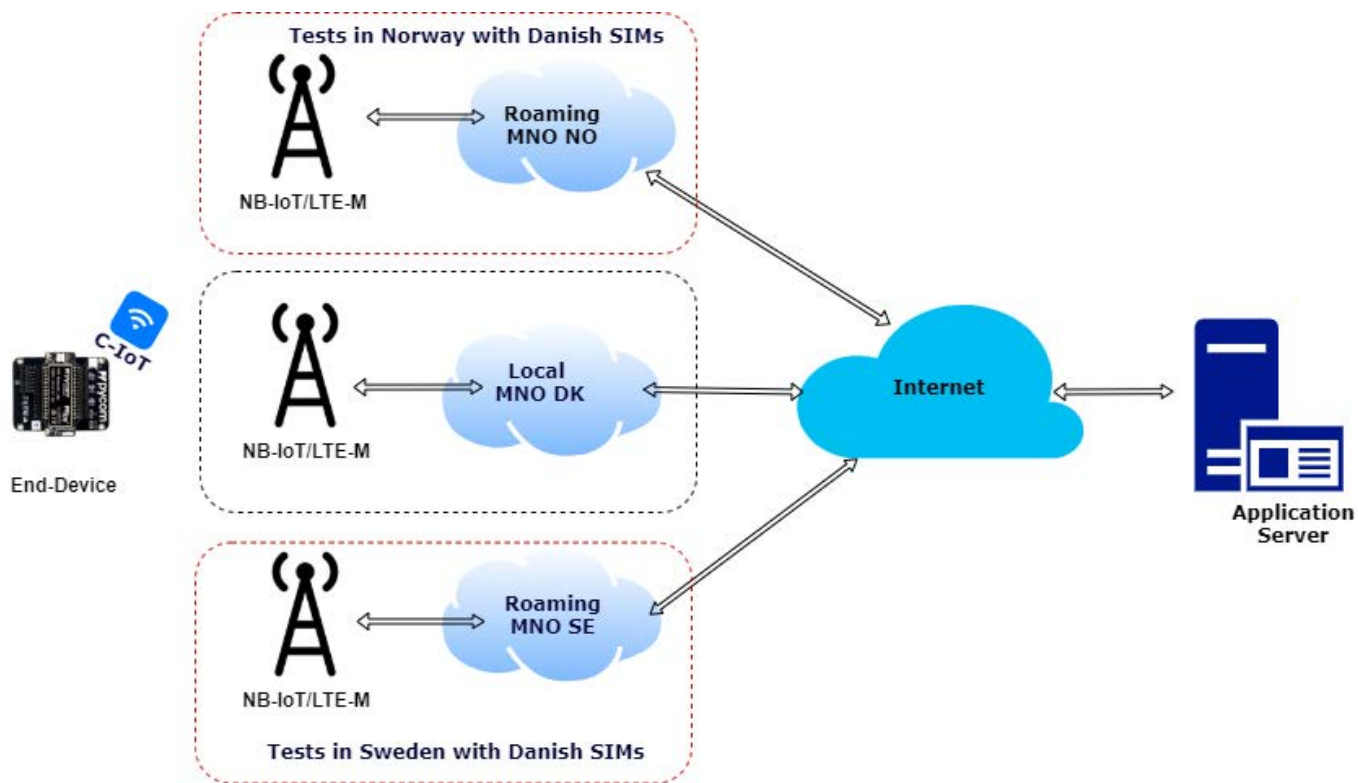 Tests in Norway with Danish SIMs
Roaming
MNO NO
NB-IoT/LTE-M
C-IoT
pycom
End-Device
Local
MNO DK
NB-IoT/LTE-M
Internet
Application
Server
Roaming
MNO SE
NB-IoT/LTE-M
Tests in Sweden with Danish SIMs